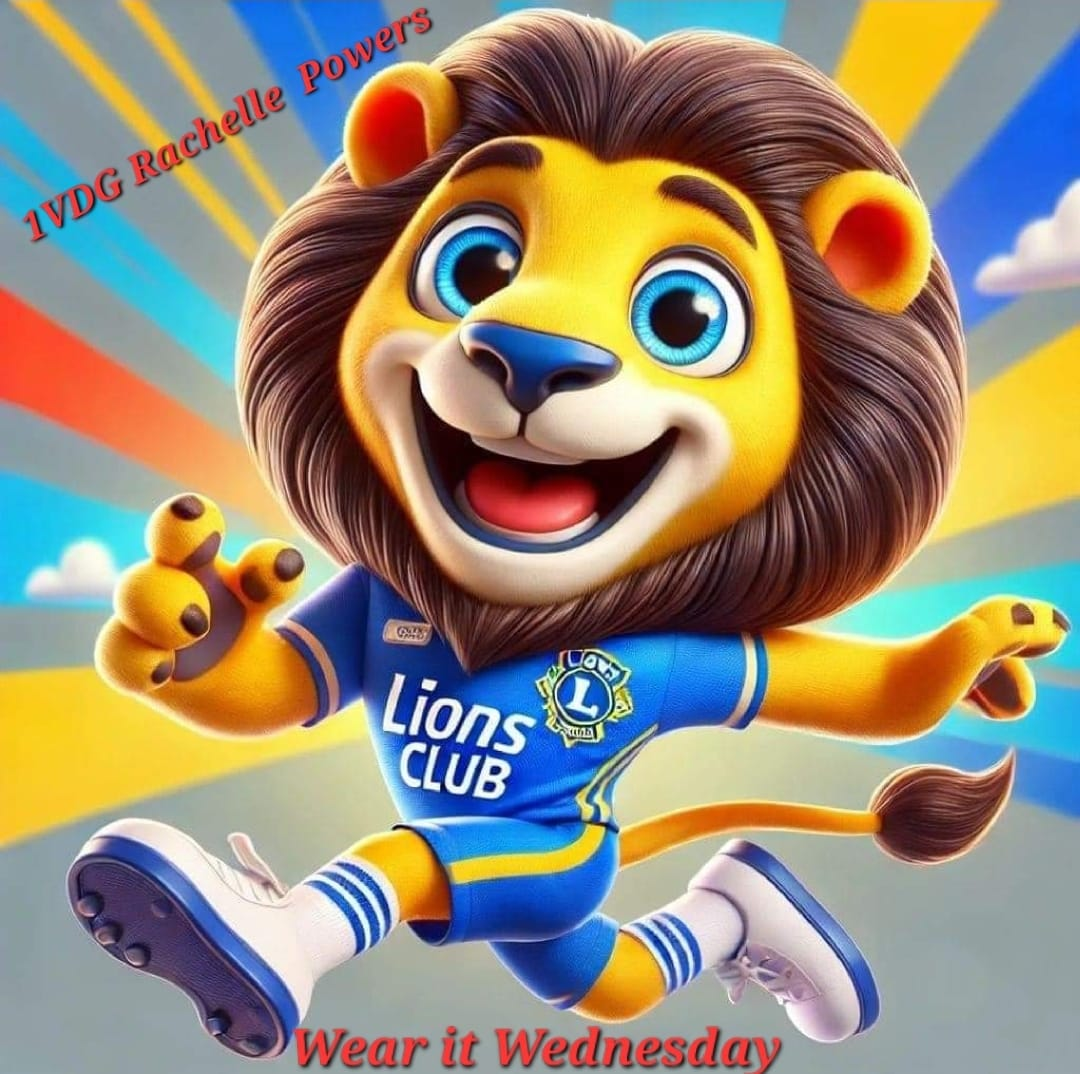 1VDG Rachelle Powers
Lions
CLUB
L
Wear it Wednesday